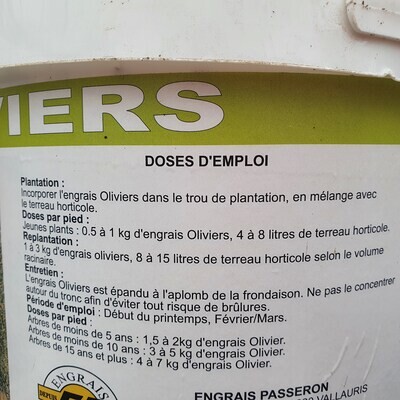 VIERS
DOSES D'EMPLOI
Plantation :
Incorporer l'engrais Oliviers dans le trou de plantation, en mélange avec
le terreau horticole.
Doses par pied :
Jeunes plants : 0.5 à 1 kg d'engrais Oliviers, 4 à 8 litres de terreau horticole.
Replantation :
1 à 3 kg d'engrais oliviers, 8 à 15 litres de terreau horticole selon le volume
racinaire.
Entretien :
L'engrais Oliviers est épandu à l'aplomb de la frondaison. Ne pas le concentrer
autour du tronc afin d'éviter tout risque de brûlures.
Période d'emploi : Début du printemps, Février/Mars.
Doses par pied :
Arbres de moins de 5 ans : 1,5 à 2kg d'engrais Olivier.
Arbres de moins de 10 ans : 3 à 5 kg d'engrais Olivier.
Arbres de 15 ans et plus : 4 à 7 kg d'engrais Olivier.
ENGRAIS
DEPUIS
ENGRAIS PASSERON
VALLAURIS